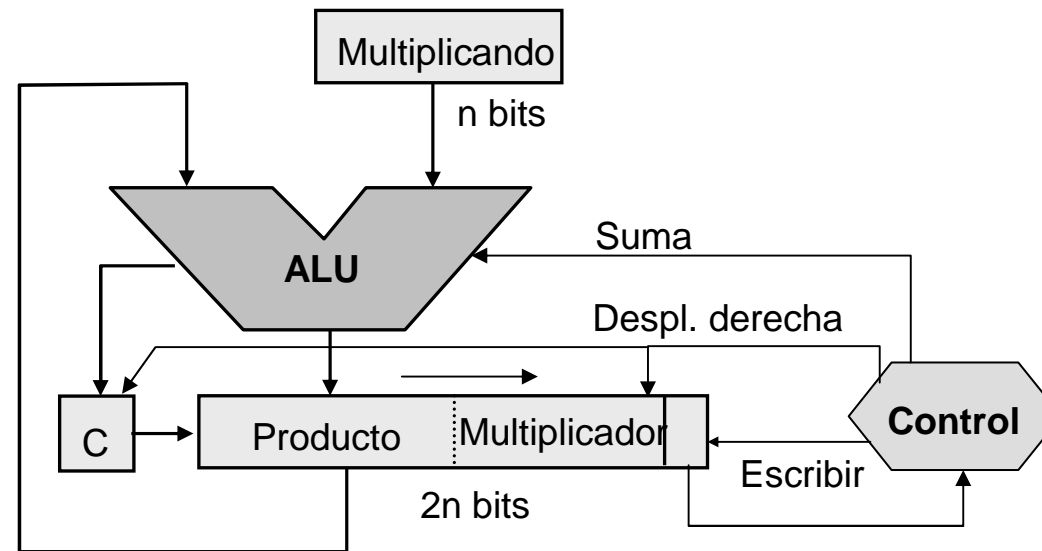 Multiplicando
n bits
Suma
ALU
Despl. derecha
C
Producto
Multiplicador
Control
Escribir
2n bits